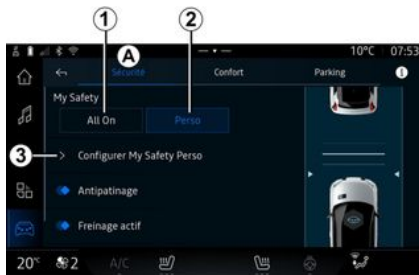 1 2
A
10°C 07:53
Sécurité Confort Parking
My Safety
All On Perso
3 > Configurer My Safety Perso
Antipatinage
Freinage actif
20°C 2 A/C